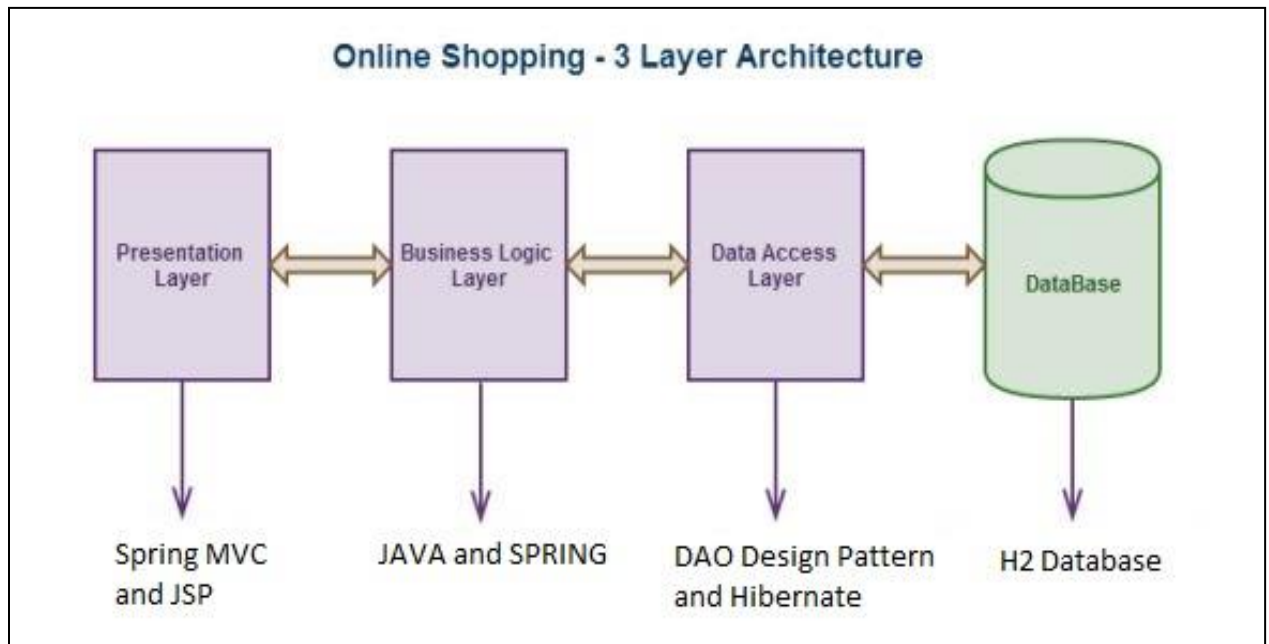 Online Shopping - 3 Layer Architecture
Presentation
Layer
Business Logic
Layer
Data Access
Layer
DataBase
Spring MVC
and JSP
JAVA and SPRING
DAO Design Pattern
and Hibernate
H2 Database